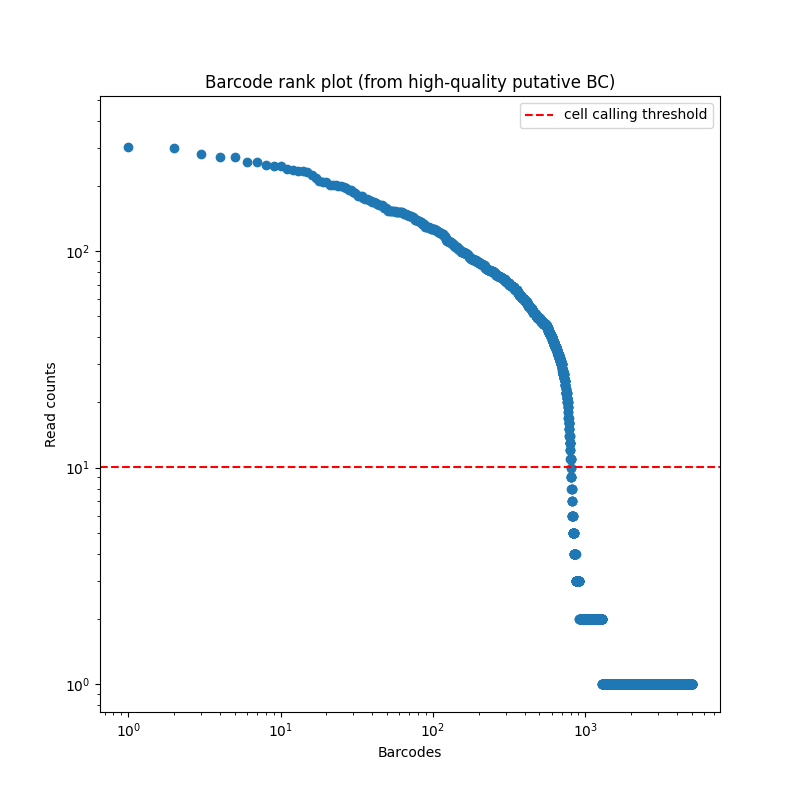 Barcode rank plot (from high-quality putative BC)
cell calling threshold
Read counts
10²
10¹
10⁰
10⁰ 10¹ 10² 10³
Barcodes